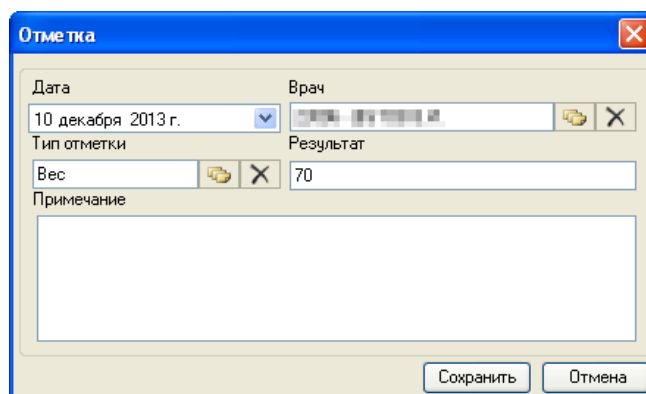 Отметка
Дата
Врач
10 декабря 2013 г.
Тип отметки
Результат
Вес
70
Примечание
Сохранить
Отмена